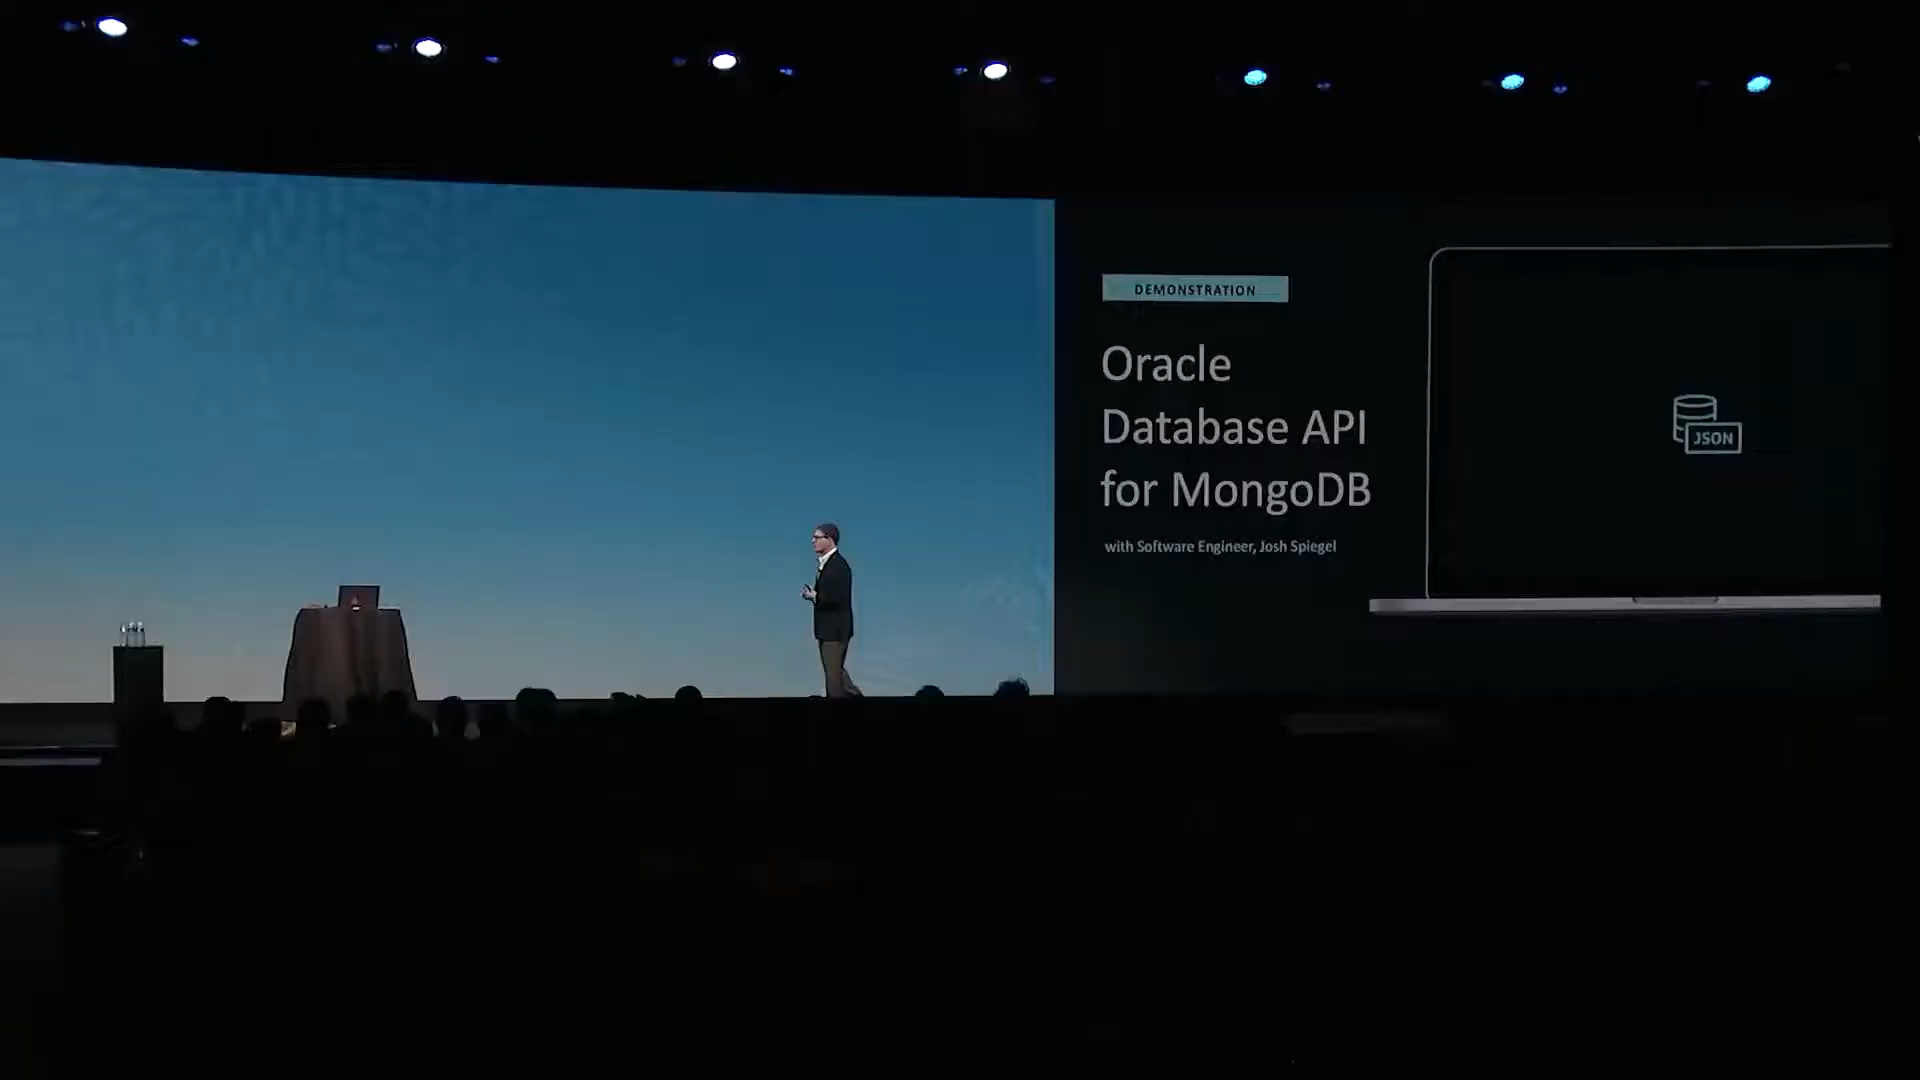 DEMONSTRATION
Oracle
Database API
for MongoDB
with Software Engineer, Josh Spiegel
JSON